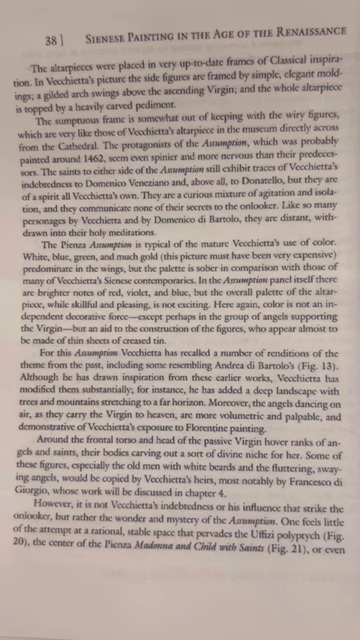 38 | SIENESE PAINTING IN THE AGE OF THE RENAISSANCE
The altarpieces were placed in very up-to-date frames of Classical inspira-
tion. In Vecchietta's picture the side figures are framed by simple, elegant mold-
ings; a gilded arch swings above the ascending Virgin; and the whole altarpiece
is topped by a heavily carved pediment.
The sumptuous frame is somewhat out of keeping with the wiry figures,
which are very like those of Vecchietta's altarpiece in the museum directly across
from the Cathedral. The protagonists of the Assumption, which was probably
painted around 1462, seem even spinier and more nervous than their predeces-
sors. The saints to either side of the Assumption still exhibit traces of Vecchietta's
indebtedness to Domenico Veneziano and, above all, to Donatello, but they are
of a spirit all Vecchietta's own. They are a curious mixture of agitation and isola-
tion, and they communicate none of their secrets to the onlooker. Like so many
personages by Vecchietta and by Domenico di Bartolo, they are distant, with-
drawn into their holy meditations.
The Pienza Assumption is typical of the mature Vecchietta's use of color.
White, blue, green, and much gold (this picture must have been very expensive)
predominate in the wings, but the palette is sober in comparison with those of
many of Vecchietta's Sienese contemporaries. In the Assumption panel itself there
are brighter notes of red, violet, and blue, but the overall palette of the altar-
piece, while skillful and pleasing, is not exciting. Here again, color is not an in-
dependent decorative force—except perhaps in the group of angels supporting
the Virgin—but an aid to the construction of the figures, who appear almost to
be made of thin sheets of creased tin.
For this Assumption Vecchietta has recalled a number of renditions of the
theme from the past, including some resembling Andrea di Bartolo's (Fig. 13).
Although he has drawn inspiration from these earlier works, Vecchietta has
modified them substantially; for instance, he has added a deep landscape with
trees and mountains stretching to a far horizon. Moreover, the angels dancing on
air, as they carry the Virgin to heaven, are more volumetric and palpable, and
demonstrative of Vecchietta's exposure to Florentine painting.
Around the frontal torso and head of the passive Virgin hover ranks of an-
gels and saints, their bodies carving out a sort of divine niche for her. Some of
these figures, especially the old men with white beards and the fluttering, sway-
ing angels, would be copied by Vecchietta's heirs, most notably by Francesco di
Giorgio, whose work will be discussed in chapter 4.
However, it is not Vecchietta's indebtedness or his influence that strike the
onlooker, but rather the wonder and mystery of the Assumption. One feels little
of the attempt at a rational, stable space that pervades the Uffizi polyptych (Fig.
20), the center of the Pienza Madonna and Child with Saints (Fig. 21), or even